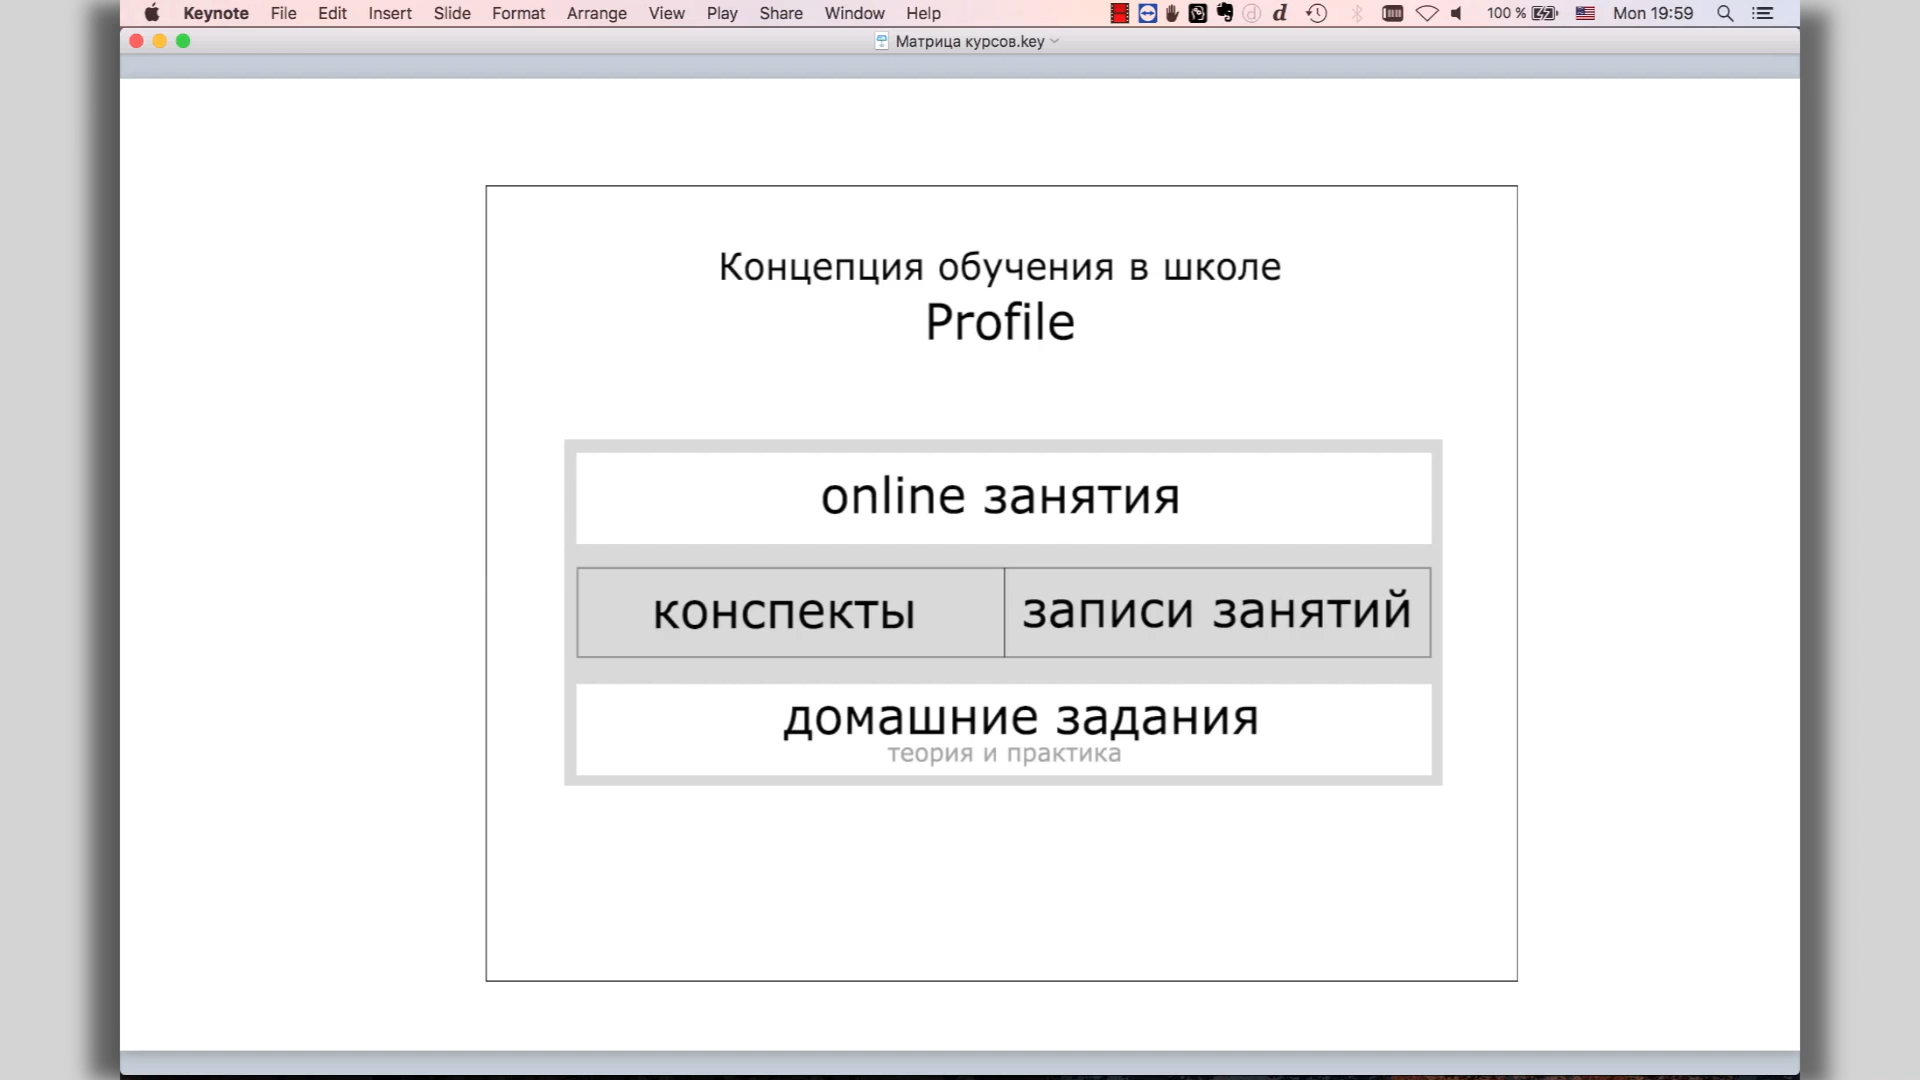 Keynote File Edit Insert Slide Format Arrange View Play Share Window Help 100 % Mon 19:59
Матрица курсов.key
Концепция обучения в школе
Profile
online занятия
конспекты записи занятий
домашние задания
теория и практика